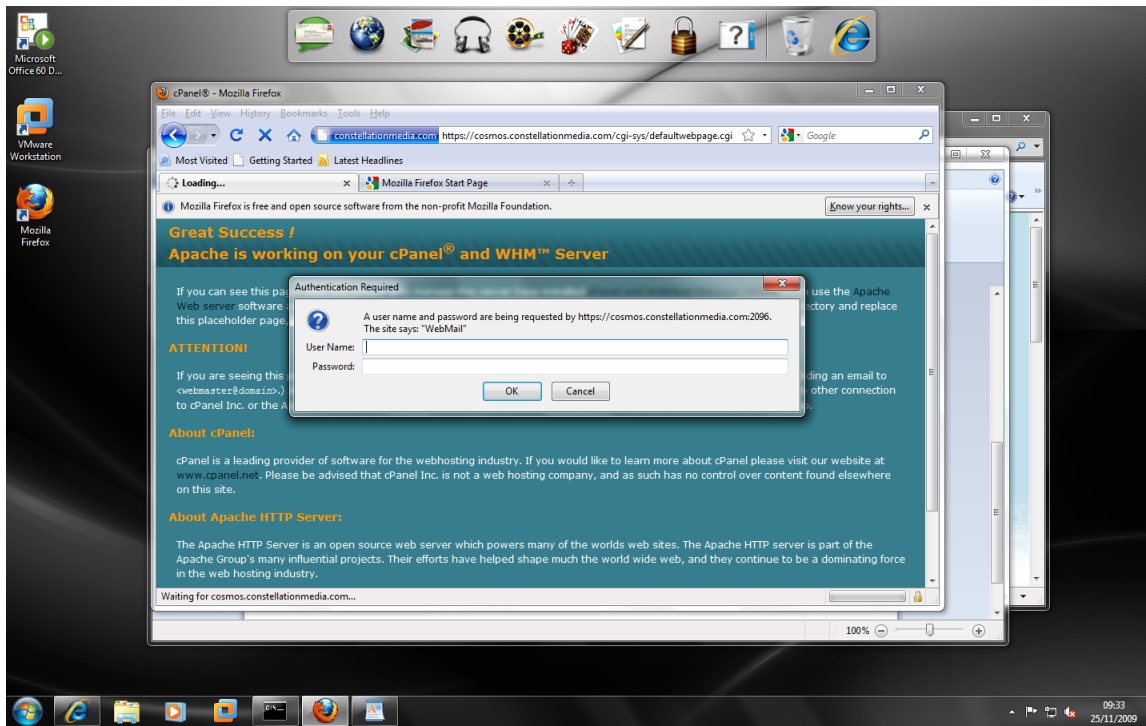 Microsoft
Office 60 D...
VMware
Workstation
Mozilla
Firefox
?
cPanel® - Mozilla Firefox
File Edit View History Bookmarks Tools Help
constellationmedia.com https://cosmos.constellationmedia.com/cgi-sys/defaultwebpage.cgi
Google
Most Visited Getting Started Latest Headlines
Loading...
Mozilla Firefox Start Page
Mozilla Firefox is free and open source software from the non-profit Mozilla Foundation.
Know your rights...
Great Success !
Apache is working on your cPanel® and WHM™ Server
If you can see this pag
use the Apache
Web server software
ectory and replace
this placeholder page,
ATTENTION!
If you are seeing this
ding an email to
<webmaster@domain>.)
other connection
to cPanel Inc. or the A
Authentication Required
A user name and password are being requested by https://cosmos.constellationmedia.com:2096.
The site says: "WebMail"
User Name:
Password:
OK
Cancel
About cPanel:
cPanel is a leading provider of software for the webhosting industry. If you would like to learn more about cPanel please visit our website at
www.cpanel.net. Please be advised that cPanel Inc. is not a web hosting company, and as such has no control over content found elsewhere
on this site.
About Apache HTTP Server:
The Apache HTTP Server is an open source web server which powers many of the worlds web sites. The Apache HTTP server is part of the
Apache Group's many influential projects. Their efforts have helped shape much the world wide web, and they continue to be a dominating force
in the web hosting industry.
Waiting for cosmos.constellationmedia.com...
100%
09:33
25/11/2009